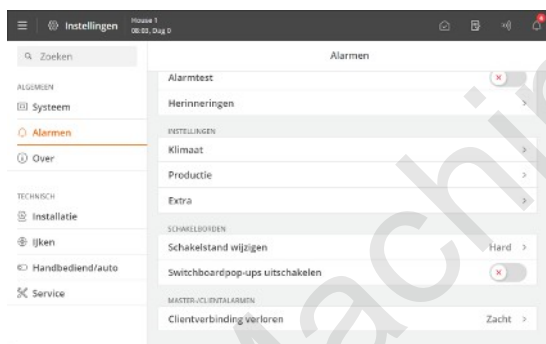 Instellingen
House 1
08:03, Dag 0
Zoeken
ALGEMEEN
Systeem
Alarmen
Over
TECHNISCH
Installatie
IJken
Handbediend/auto
Service
Alarmen
Alarmtest
Herinneringen
INSTELLINGEN
Klimaat
Productie
Extra
SCHAKELBORDEN
Schakelstand wijzigen Hard
Switchboardpop-ups uitschakelen
MASTER-/CLIENTALARMEN
Clientverbinding verloren Zacht